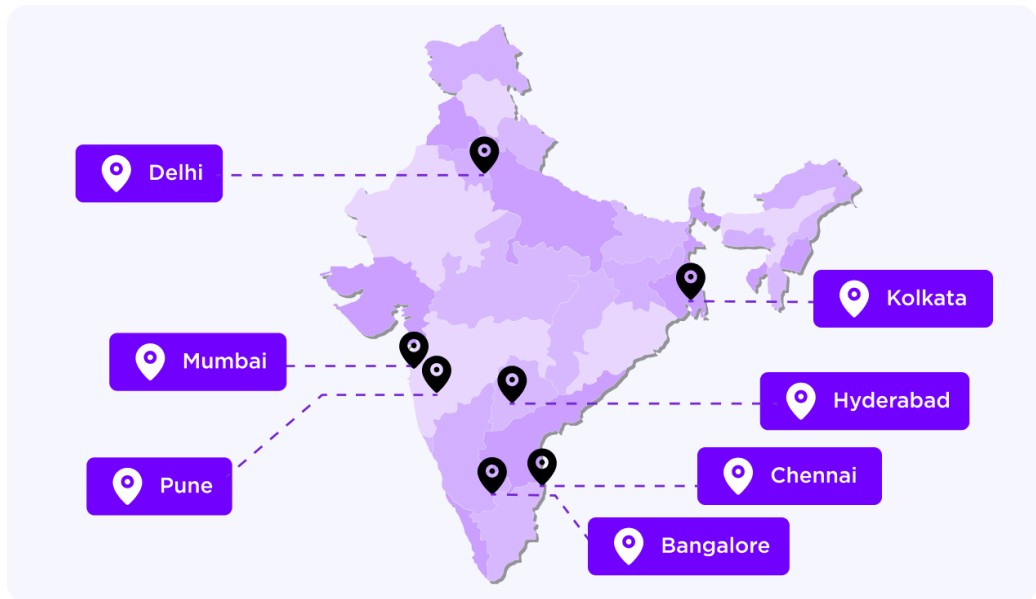 Delhi
Kolkata
Mumbai
Hyderabad
Pune
Chennai
Bangalore